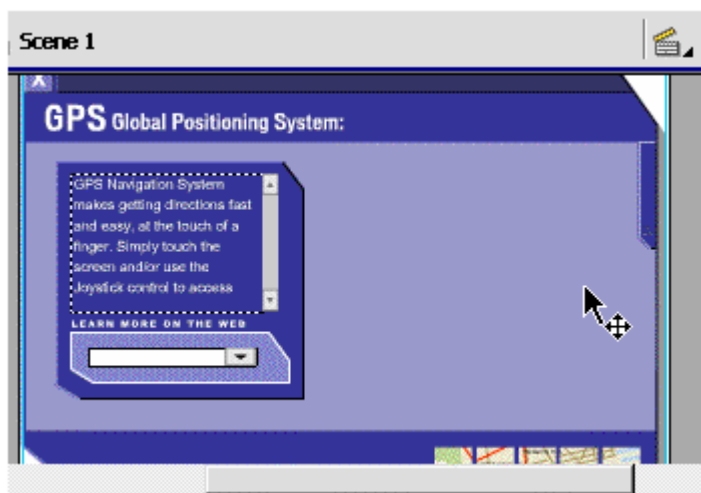 Scene 1
X
GPS Global Positioning System:
GPS Navigation System
makes getting directions fast
and easy, at the touch of a
finger. Simply touch the
screen and/or use the
Joystick control to access
LEARN MORE ON THE WEB